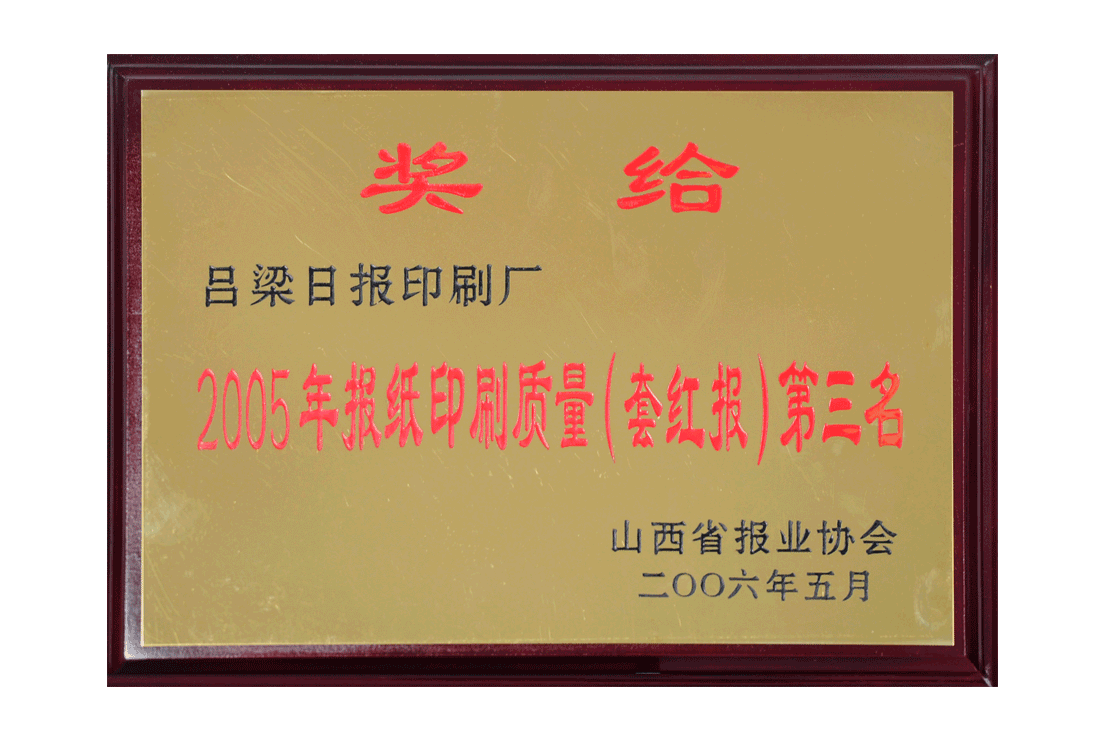 奖给
吕梁日报印刷厂
2005年报纸印刷质量(套红报)第三名
山西省报业协会
二〇〇六年五月